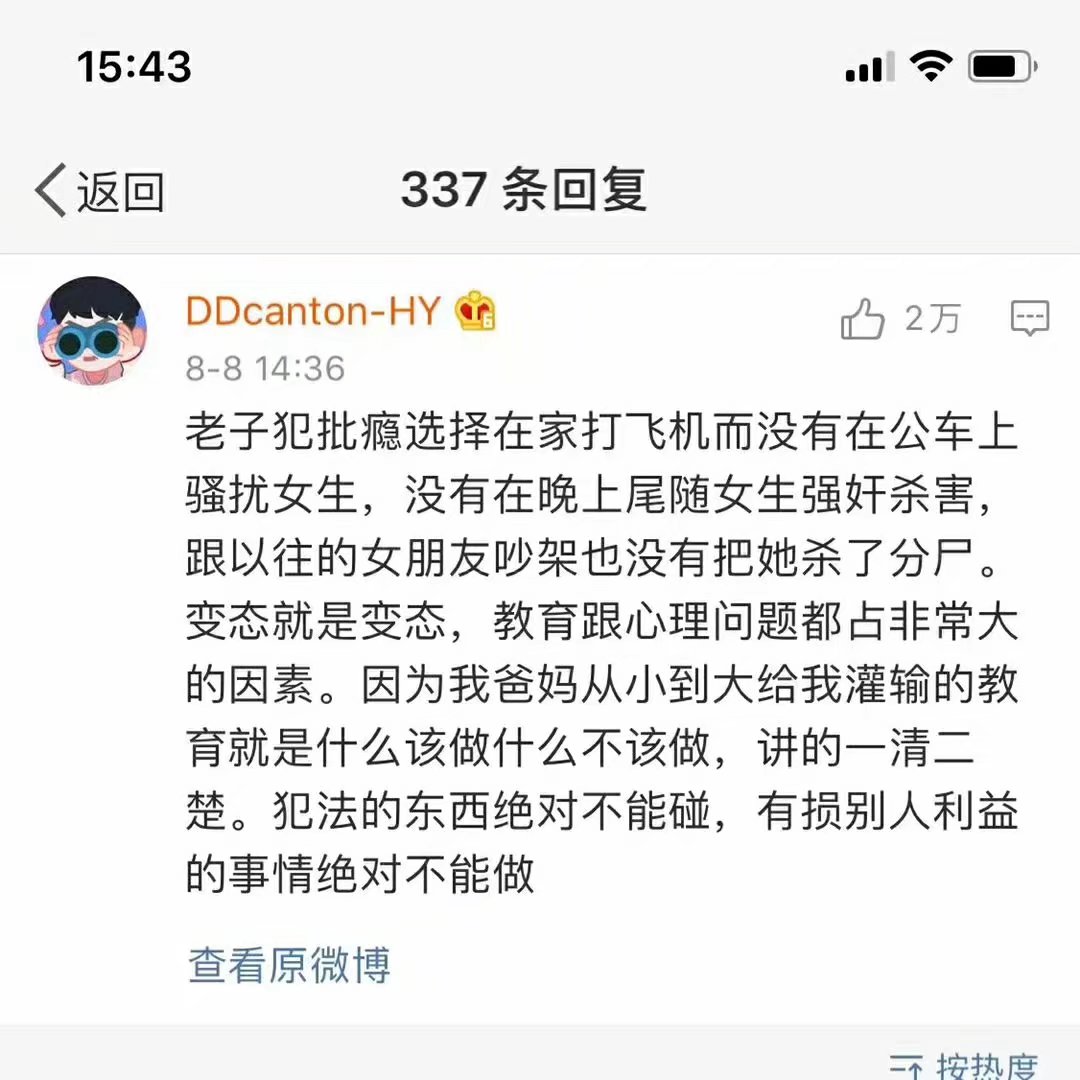 15:43
返回
337 条回复
DDcanton-HY
2万
8-8 14:36
老子犯批瘾选择在家打飞机而没有在公车上
骚扰女生，没有在晚上尾随女生强奸杀害，
跟以往的女朋友吵架也没有把她杀了分尸。
变态就是变态，教育跟心理问题都占非常大
的因素。因为我爸妈从小到大给我灌输的教
育就是什么该做什么不该做，讲的一清二
楚。犯法的东西绝对不能碰，有损别人利益
的事情绝对不能做
查看原微博
按热度